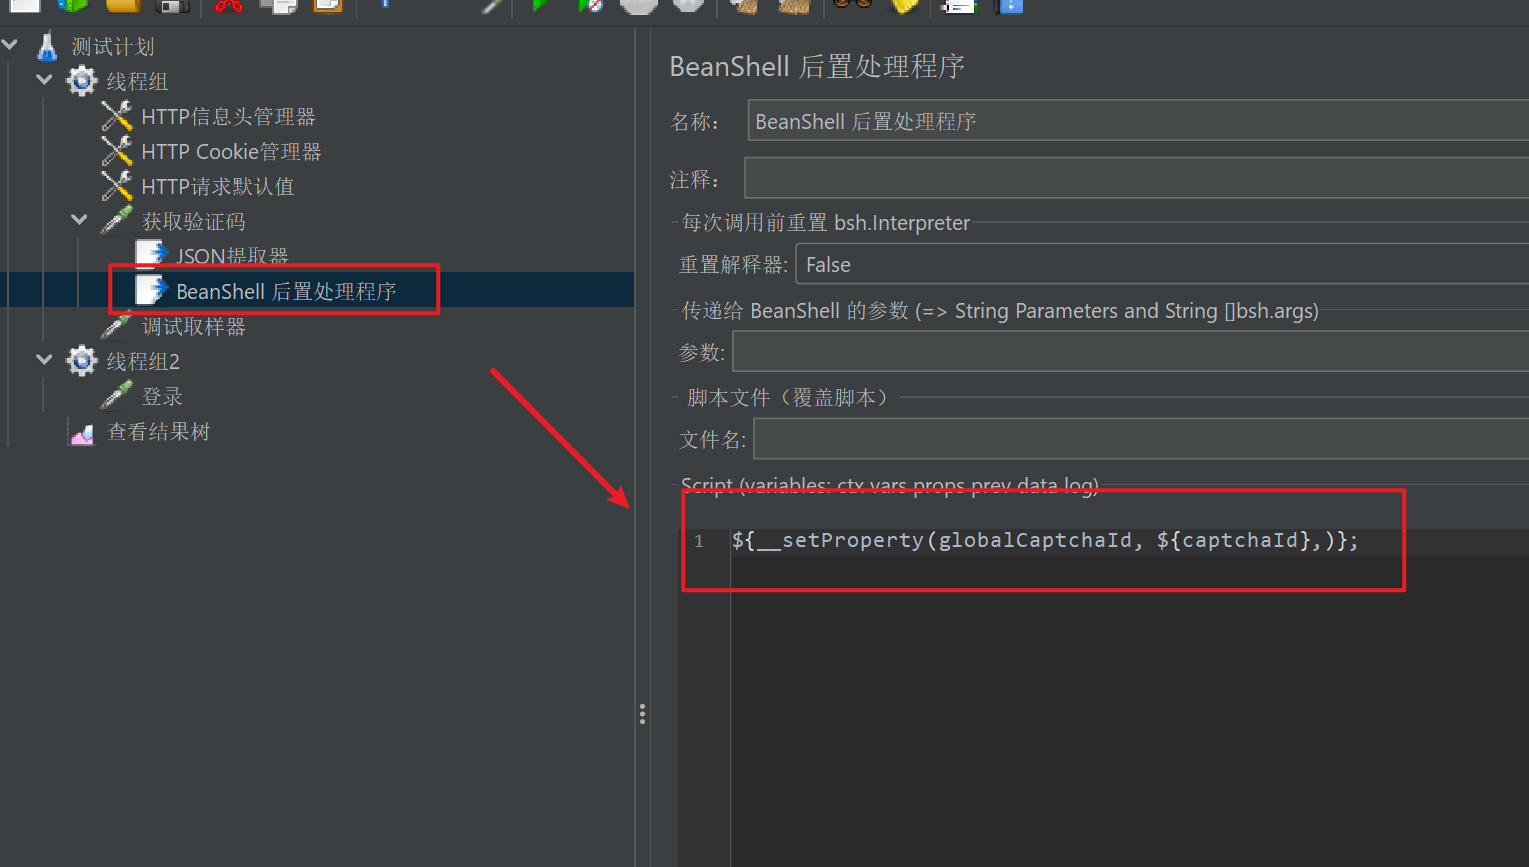 测试计划
线程组
HTTP信息头管理器
HTTP Cookie管理器
HTTP请求默认值
获取验证码
JSON提取器
BeanShell 后置处理程序
调试取样器
线程组2
登录
查看结果树
BeanShell 后置处理程序
名称：
BeanShell 后置处理程序
注释：
每次调用前重置 bsh.Interpreter
重置解释器:
False
传递给 BeanShell 的参数 (=> String Parameters and String []bsh.args)
参数:
脚本文件（覆盖脚本）
文件名:
Script (variables: ctx vars props prev data log)
1
${__setProperty(globalCaptchaId, ${captchaId},)};